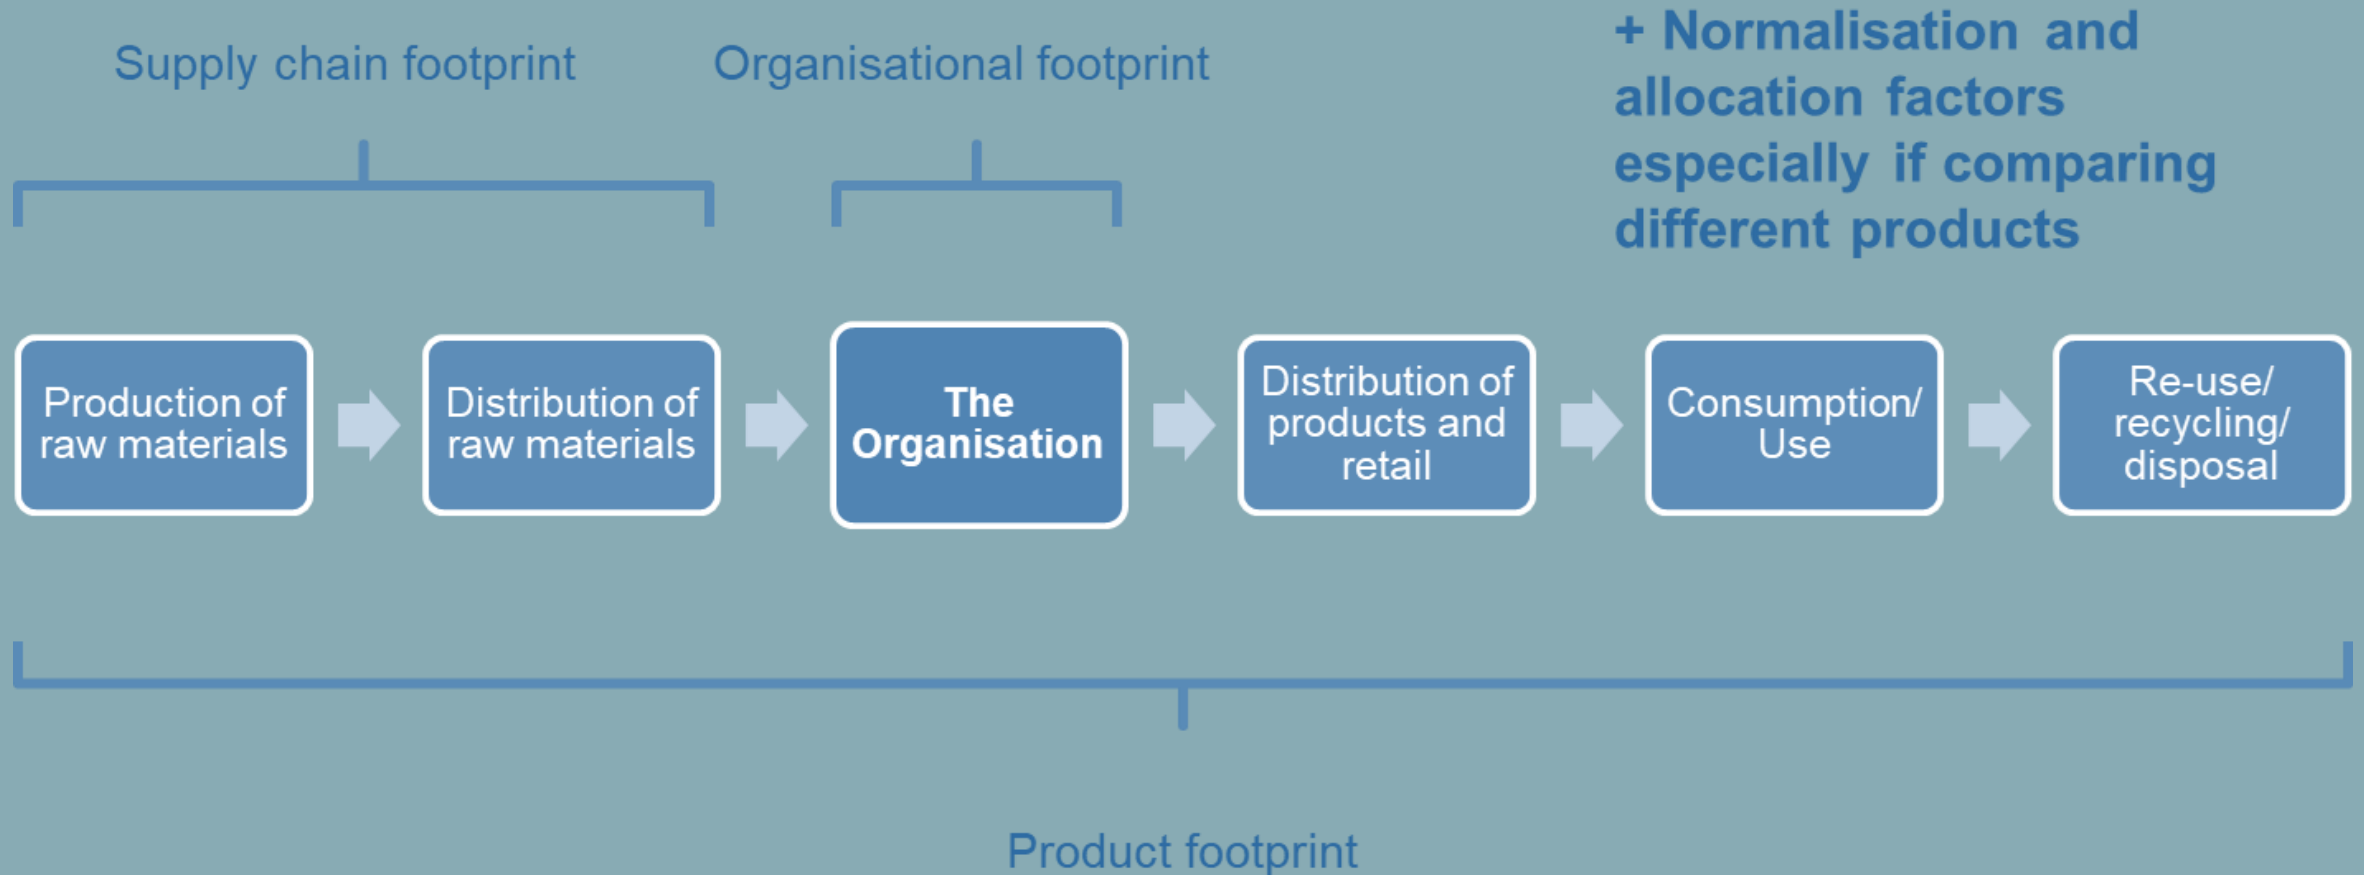 Supply chain footprint
Organisational footprint
+ Normalisation and
allocation factors
especially if comparing
different products
Production of
raw materials
Distribution of
raw materials
The
Organisation
Distribution of
products and
retail
Consumption/
Use
Re-use/
recycling/
disposal
Product footprint